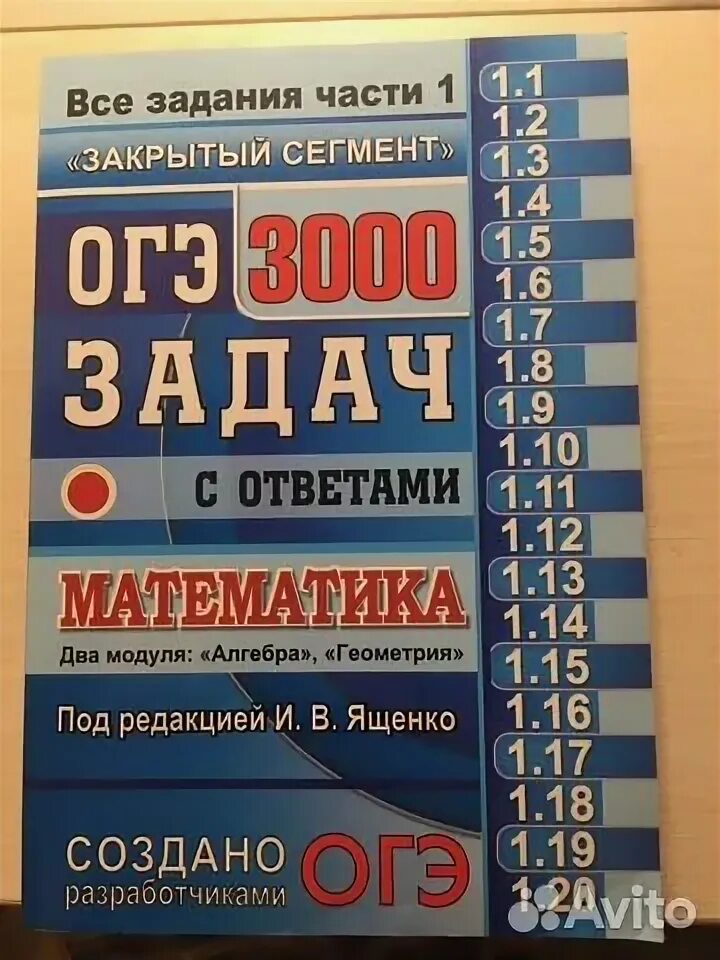 Все задания части 1
«ЗАКРЫТЫЙ СЕГМЕНТ»
ОГЭ 3000
ЗАДАЧ
С ОТВЕТАМИ
МАТЕМАТИКА
Два модуля: «Алгебра», «Геометрия»
Под редакцией И. В. Ященко
СОЗДАНО
разработчиками
ОГЭ
1.1
1.2
1.3
1.4
1.5
1.6
1.7
1.8
1.9
1.10
1.11
1.12
1.13
1.14
1.15
1.16
1.17
1.18
1.19
1.20
Avito